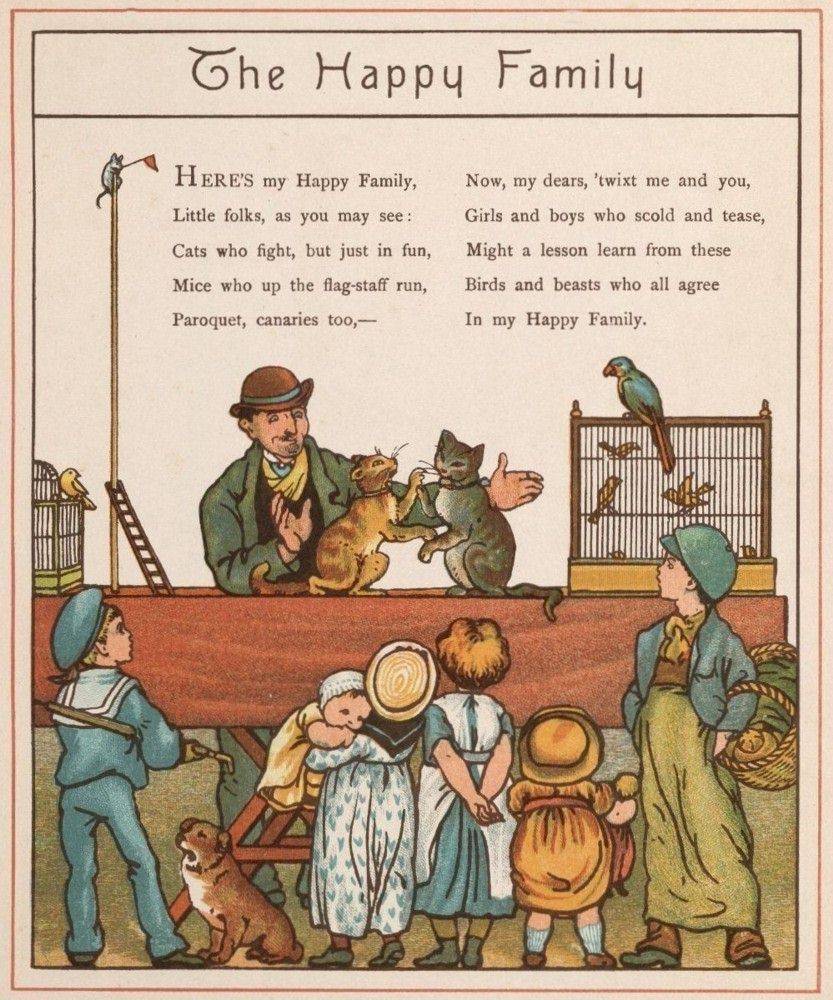 The Happy Family
HERE'S my Happy Family,
Little folks, as you may see:
Cats who fight, but just in fun,
Mice who up the flag-staff run,
Paroquet, canaries too,—
Now, my dears, 'twixt me and you,
Girls and boys who scold and tease,
Might a lesson learn from these
Birds and beasts who all agree
In my Happy Family.